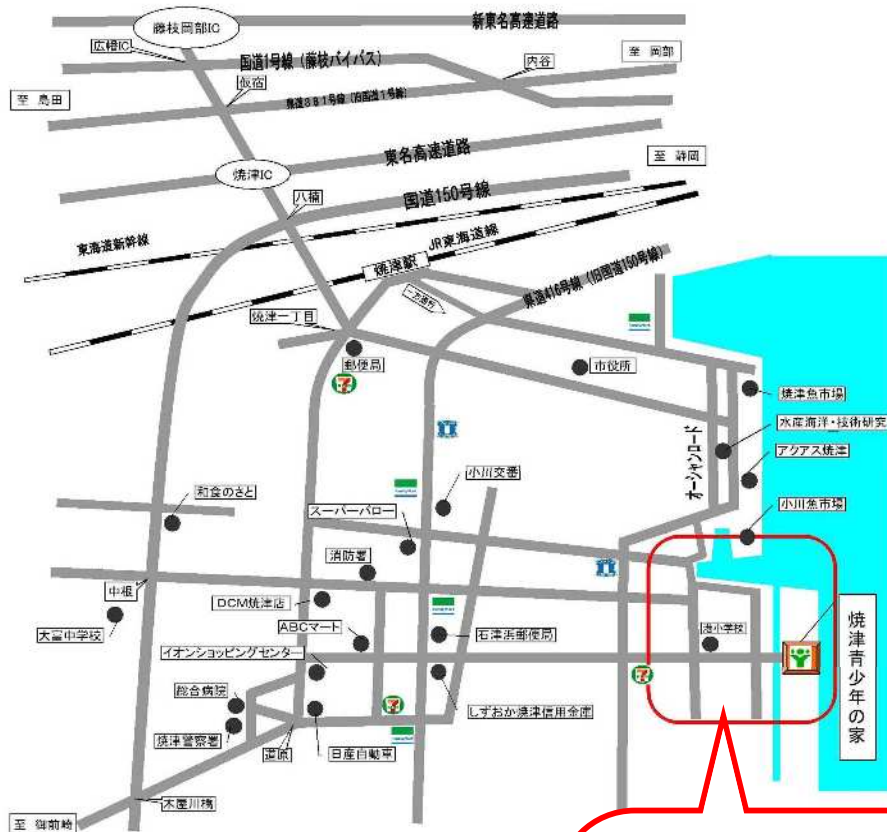 新東名高速道路
藤枝岡部IC
広幡IC
国道1号線（藤枝バイパス）
内谷
至 岡部
仮宿
至 島田
県道381号線（旧国道1号線）
東名高速道路
至 静岡
焼津IC
国道150号線
八楠
東海道新幹線
JR東海道線
焼津駅
県道416号線（旧国道150号線）
一方通行
焼津一丁目
郵便局
市役所
7
焼津魚市場
水産海洋・技術研究
オーシャンロード
アクアス焼津
小川交番
和食のさと
スーパーバロー
小川魚市場
消防署
中根
DCM焼津店
大富中学校
ABCマート
石津浜郵便局
港小学校
焼津青少年の家
イオンショッピングセンター
7
総合病院
しずおか焼津信用金庫
7
焼津警察署
道原
日産自動車
木屋川橋
至 御前崎